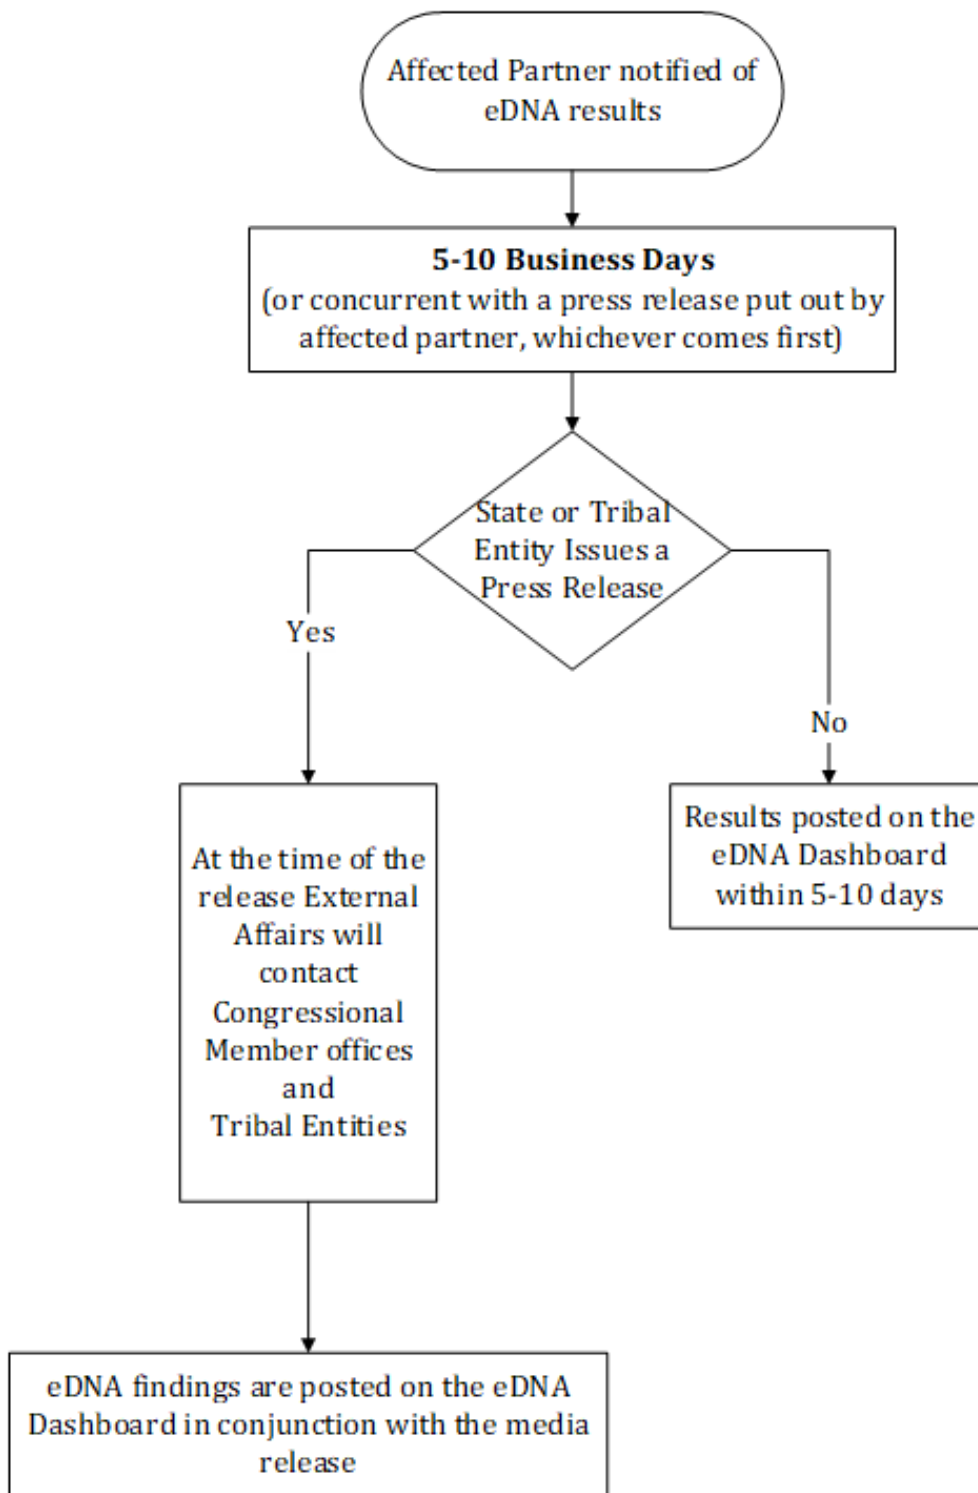 Affected Partner notified of
eDNA results
5-10 Business Days
(or concurrent with a press release put out by
affected partner, whichever comes first)
State or Tribal
Entity Issues a
Press Release
Yes
No
At the time of the
release External
Affairs will
contact
Congressional
Member offices
and
Tribal Entities
Results posted on the
eDNA Dashboard
within 5-10 days
eDNA findings are posted on the eDNA
Dashboard in conjunction with the media
release